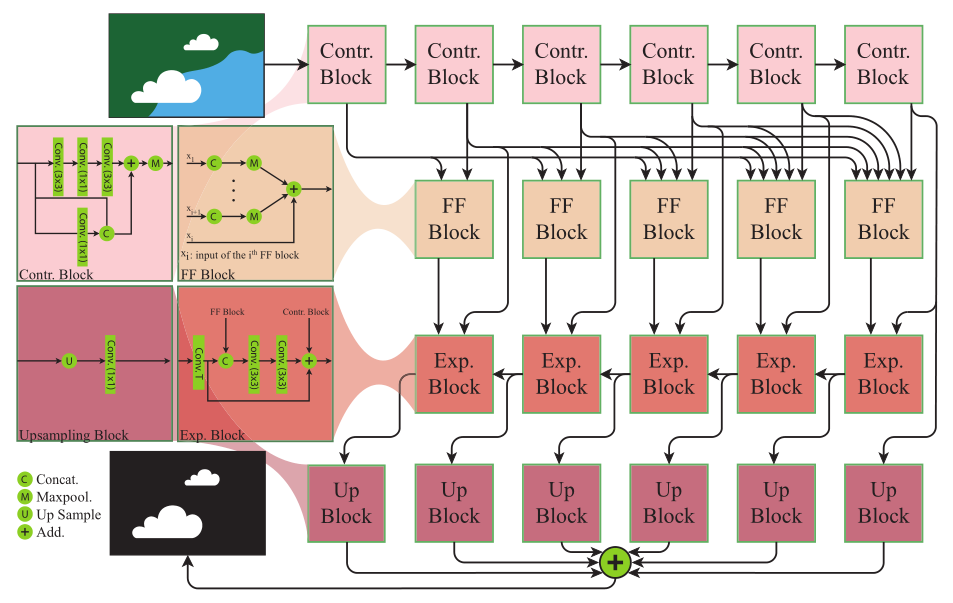 Contr.
Block
Contr.
Block
Contr.
Block
Contr.
Block
Contr.
Block
Contr.
Block
Conv. (3x3)
Conv. (1x1)
Conv. (3x3)
+
M
Conv. (1x1)
C
Contr. Block
x1
C
M
+
xi-1
C
M
xi
xi: input of the ith FF block
FF Block
FF
Block
FF
Block
FF
Block
FF
Block
FF
Block
U
Conv. (1x1)
Upsampling Block
FF Block
Contr. Block
Conv. T
C
Conv. (3x3)
Conv. (3x3)
+
Exp. Block
Exp.
Block
Exp.
Block
Exp.
Block
Exp.
Block
Exp.
Block
C Concat.
M Maxpool.
U Up Sample
+ Add.
Up
Block
Up
Block
Up
Block
Up
Block
Up
Block
Up
Block
+